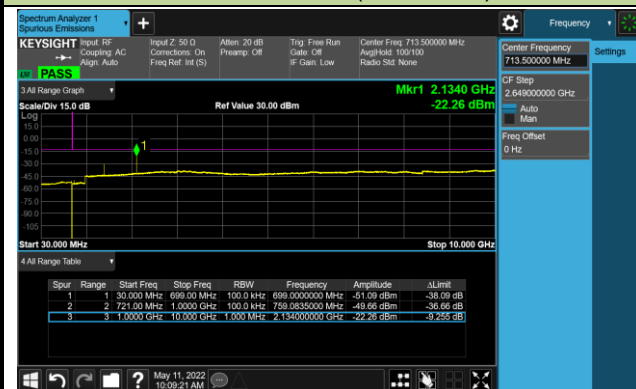 Spectrum Analyzer 1
Spurious Emissions
Frequency
KEYSIGHT
Input: RF
Coupling: AC
Align: Auto
Input Z: 50 Ω
Corrections: On
Freq Ref: Int (S)
Atten: 20 dB
Preamp: Off
Trig: Free Run
Gate: Off
IF Gain: Low
Center Freq: 713.500000 MHz
Avg|Hold: 100/100
Radio Std: None
PASS
Center Frequency
713.500000 MHz
Settings
CF Step
2.649000000 GHz
Auto
Man
Freq Offset
0 Hz
3 All Range Graph
Mkr1 2.1340 GHz
Scale/Div 15.0 dB
Ref Value 30.00 dBm
-22.26 dBm
Log
15.0
0.00
-15.0
-30.0
-45.0
-60.0
-75.0
-90.0
-105
1
Start 30.000 MHz
Stop 10.000 GHz
4 All Range Table
Spur Range Start Freq Stop Freq RBW Frequency Amplitude ΔLimit
1 1 30.000 MHz 699.00 MHz 100.0 kHz 699.0000000 MHz -51.09 dBm -38.09 dB
2 2 721.00 MHz 1.0000 GHz 100.0 kHz 759.0835000 MHz -49.66 dBm -36.66 dB
3 3 1.0000 GHz 10.000 GHz 1.000 MHz 2.134000000 GHz -22.26 dBm -9.255 dB
?
May 11, 2022
10:09:21 AM